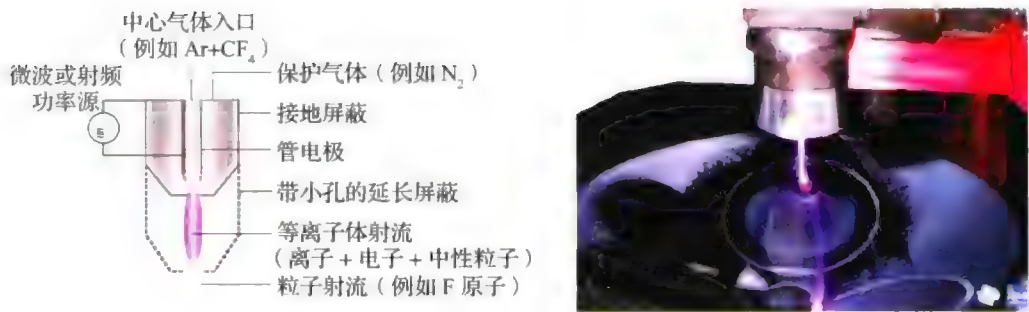 中心气体入口
（例如 Ar+CF₄）
微波或射频
功率源
保护气体（例如 N₂）
接地屏蔽
管电极
带小孔的延长屏蔽
等离子体射流
（离子 + 电子 + 中性粒子）
粒子射流（例如 F 原子）